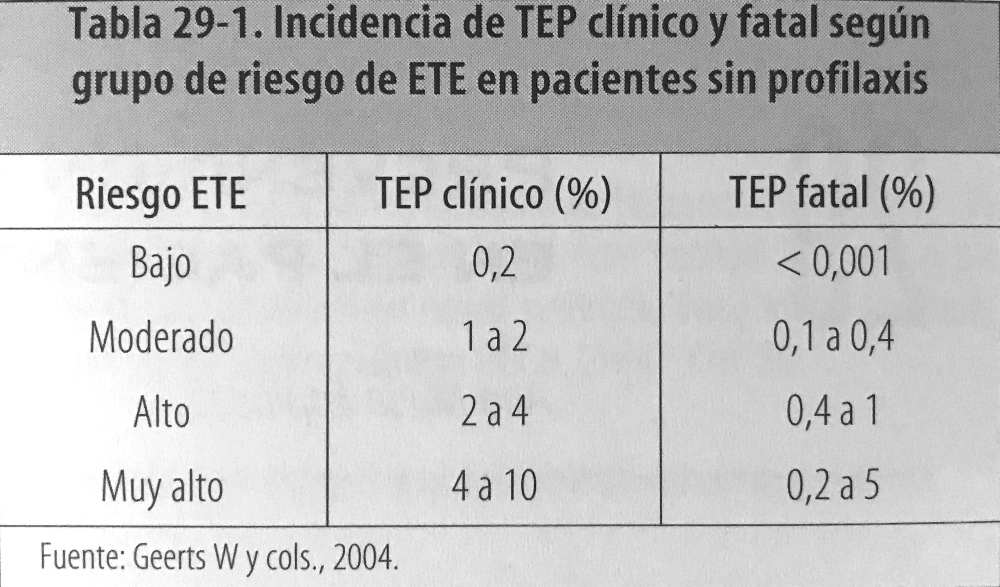 Tabla 29-1. Incidencia de TEP clínico y fatal según
grupo de riesgo de ETE en pacientes sin profilaxis
Riesgo ETE TEP clínico (%) TEP fatal (%)
Bajo 0,2 < 0,001
Moderado 1 a 2 0,1 a 0,4
Alto 2 a 4 0,4 a 1
Muy alto 4 a 10 0,2 a 5
Fuente: Geerts W y cols., 2004.